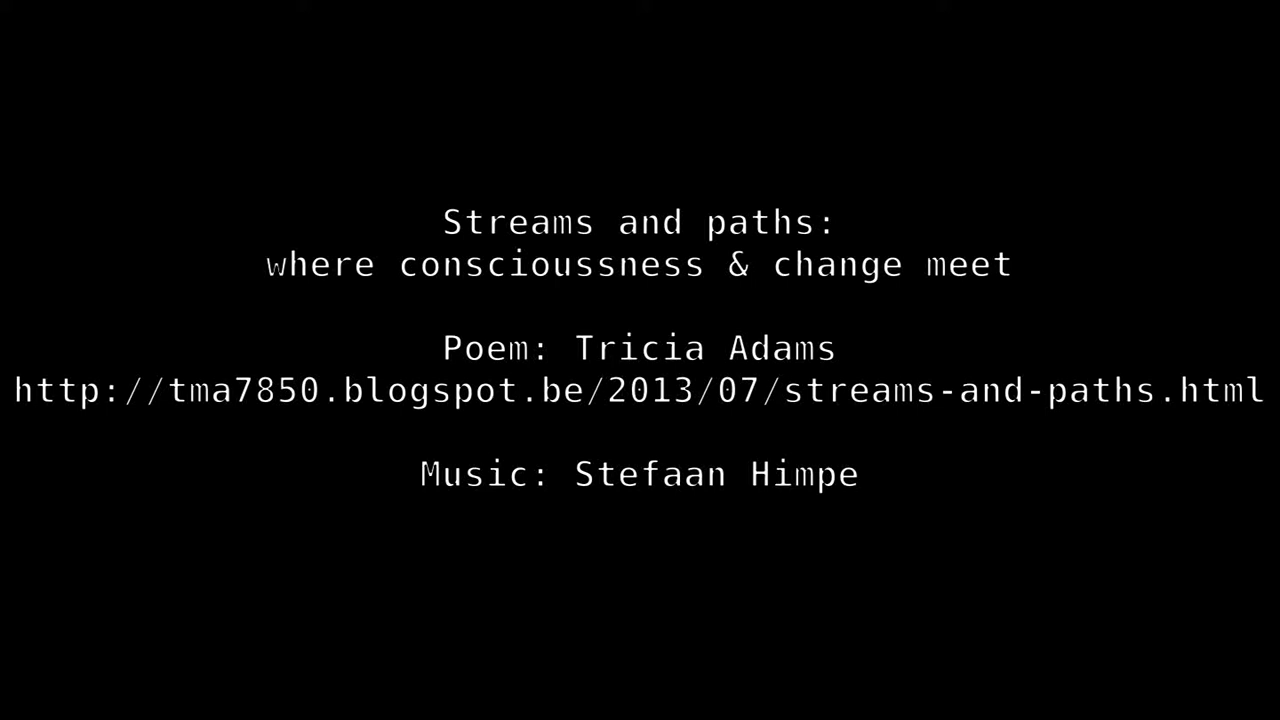 Streams and paths:
where conscioussness & change meet
Poem: Tricia Adams
http://tma7850.blogspot.be/2013/07/streams-and-paths.html
Music: Stefaan Himpe